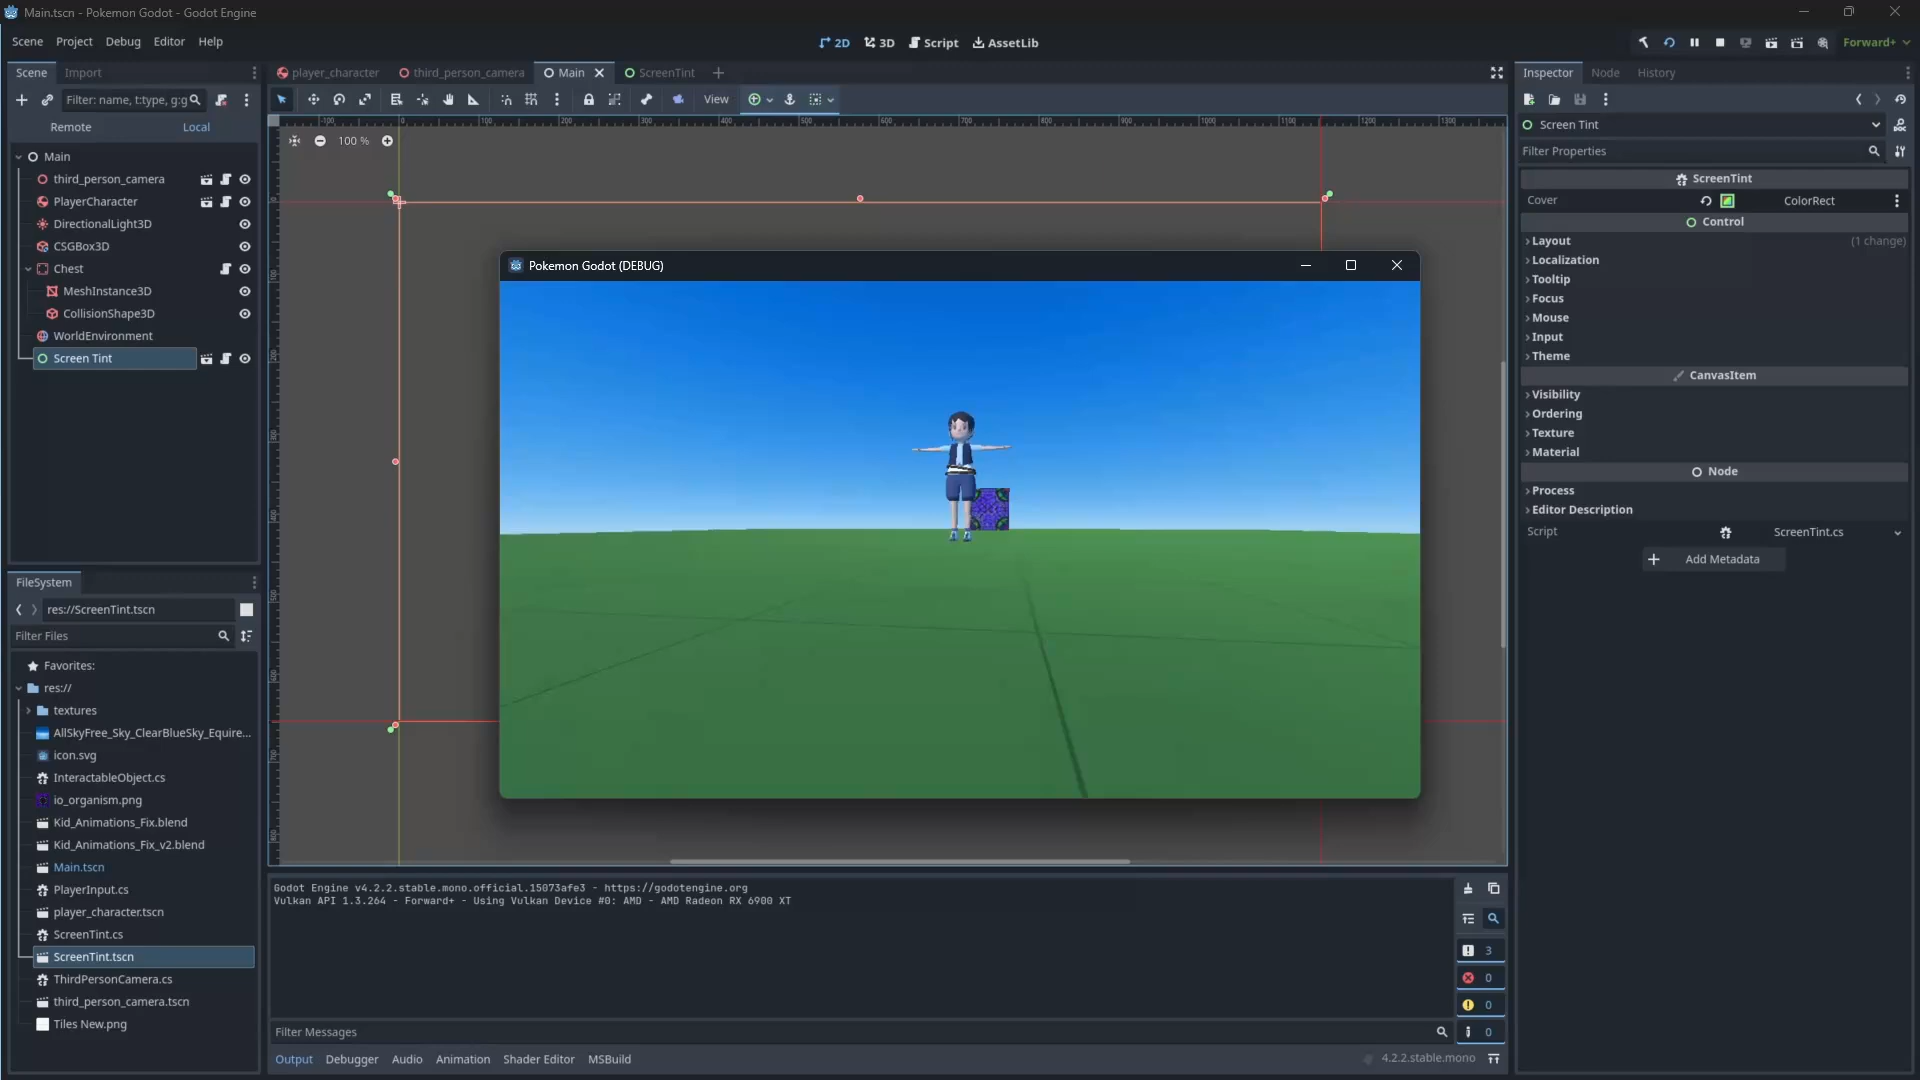 Main.tscn - Pokemon Godot - Godot Engine
Scene Project Debug Editor Help
2D 3D Script AssetLib
Forward+
Scene Import
player_character third_person_camera Main ScreenTint
Inspector Node History
Filter: name, t:type, g:g
View
Remote Local
Screen Tint
Filter Properties
100 %
Main
third_person_camera
PlayerCharacter
DirectionalLight3D
CSGBox3D
Chest
MeshInstance3D
CollisionShape3D
WorldEnvironment
Screen Tint
Pokemon Godot (DEBUG)
ScreenTint
Cover ColorRect
Control
Layout (1 change)
Localization
Tooltip
Focus
Mouse
Input
Theme
CanvasItem
Visibility
Ordering
Texture
Material
Node
Process
Editor Description
Script ScreenTint.cs
Add Metadata
FileSystem
res://ScreenTint.tscn
Filter Files
Favorites:
res://
textures
AllSkyFree_Sky_ClearBlueSky_Equire...
icon.svg
InteractableObject.cs
io_organism.png
Kid_Animations_Fix.blend
Kid_Animations_Fix_v2.blend
Main.tscn
PlayerInput.cs
player_character.tscn
ScreenTint.cs
ScreenTint.tscn
ThirdPersonCamera.cs
third_person_camera.tscn
Tiles New.png
Godot Engine v4.2.2.stable.mono.official.15073afe3 - https://godotengine.org
Vulkan API 1.3.264 - Forward+ - Using Vulkan Device #0: AMD - AMD Radeon RX 6900 XT
3
0
0
0
Filter Messages
Output Debugger Audio Animation Shader Editor MSBuild
4.2.2.stable.mono